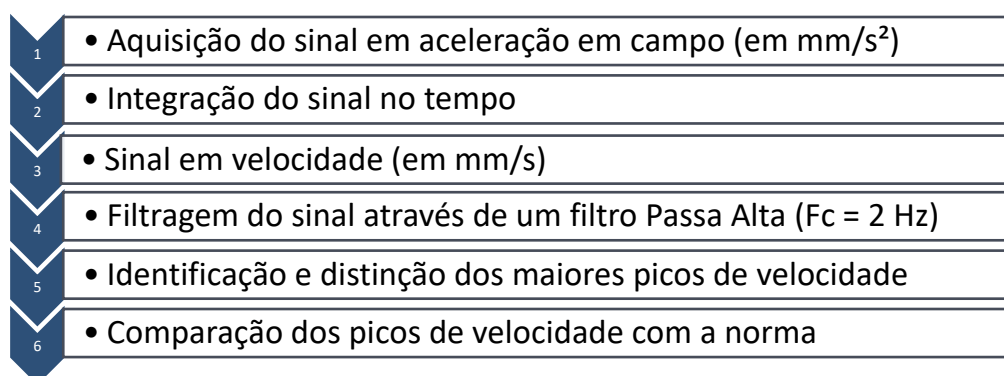 1 • Aquisição do sinal em aceleração em campo (em mm/s²)
2 • Integração do sinal no tempo
3 • Sinal em velocidade (em mm/s)
4 • Filtragem do sinal através de um filtro Passa Alta (Fc = 2 Hz)
5 • Identificação e distinção dos maiores picos de velocidade
6 • Comparação dos picos de velocidade com a norma